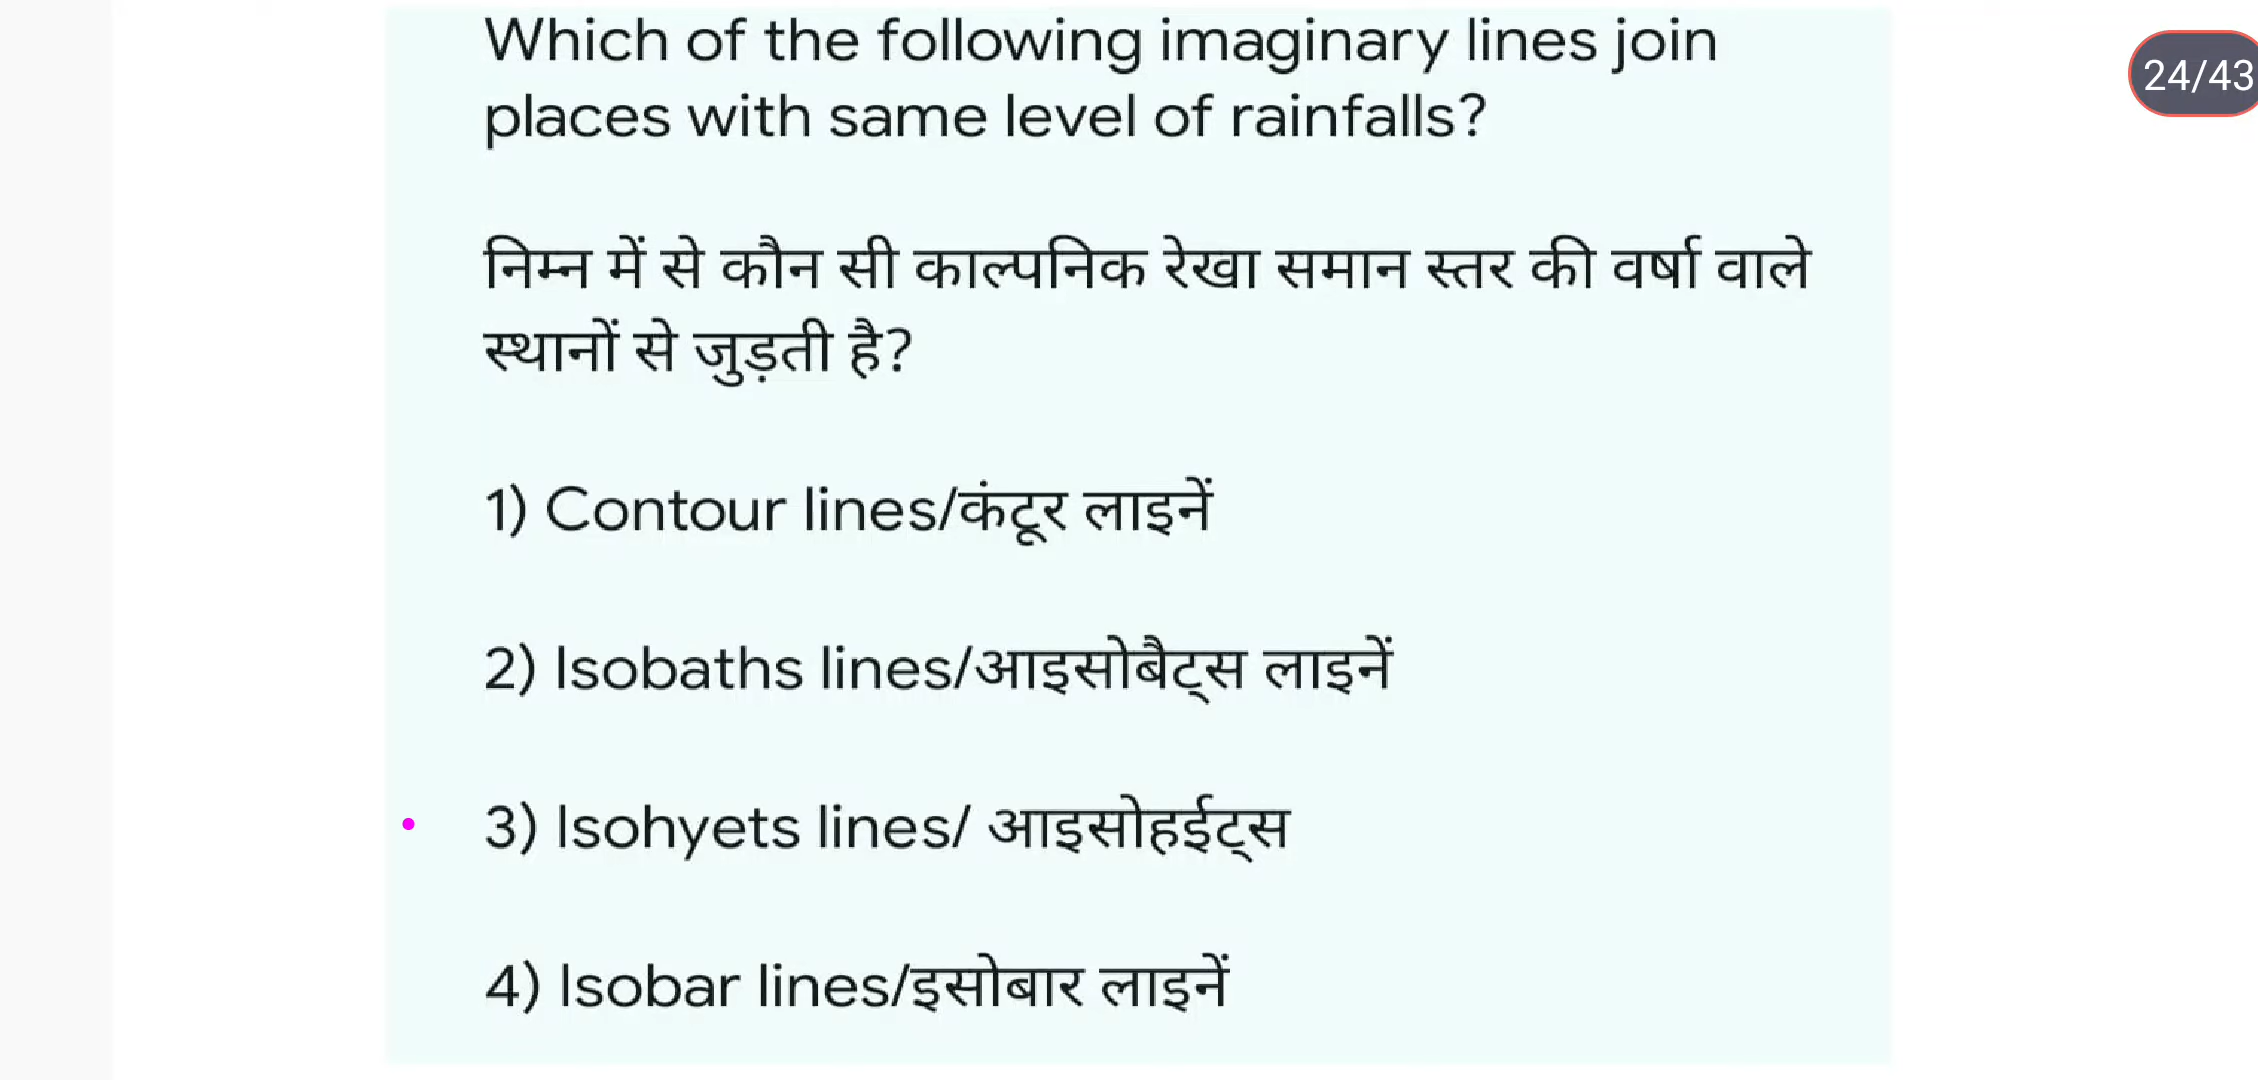 Which of the following imaginary lines join
24/43
places with same level of rainfalls?
निम्न में से कौन सी काल्पनिक रेखा समान स्तर की वर्षा वाले
स्थानों से जुड़ती है?
1) Contour lines/कंटूर लाइनें
2) Isobaths lines/आइसोबैट्स लाइनें
3) Isohyets lines/ आइसोहईट्स
4) Isobar lines/इसोबार लाइनें